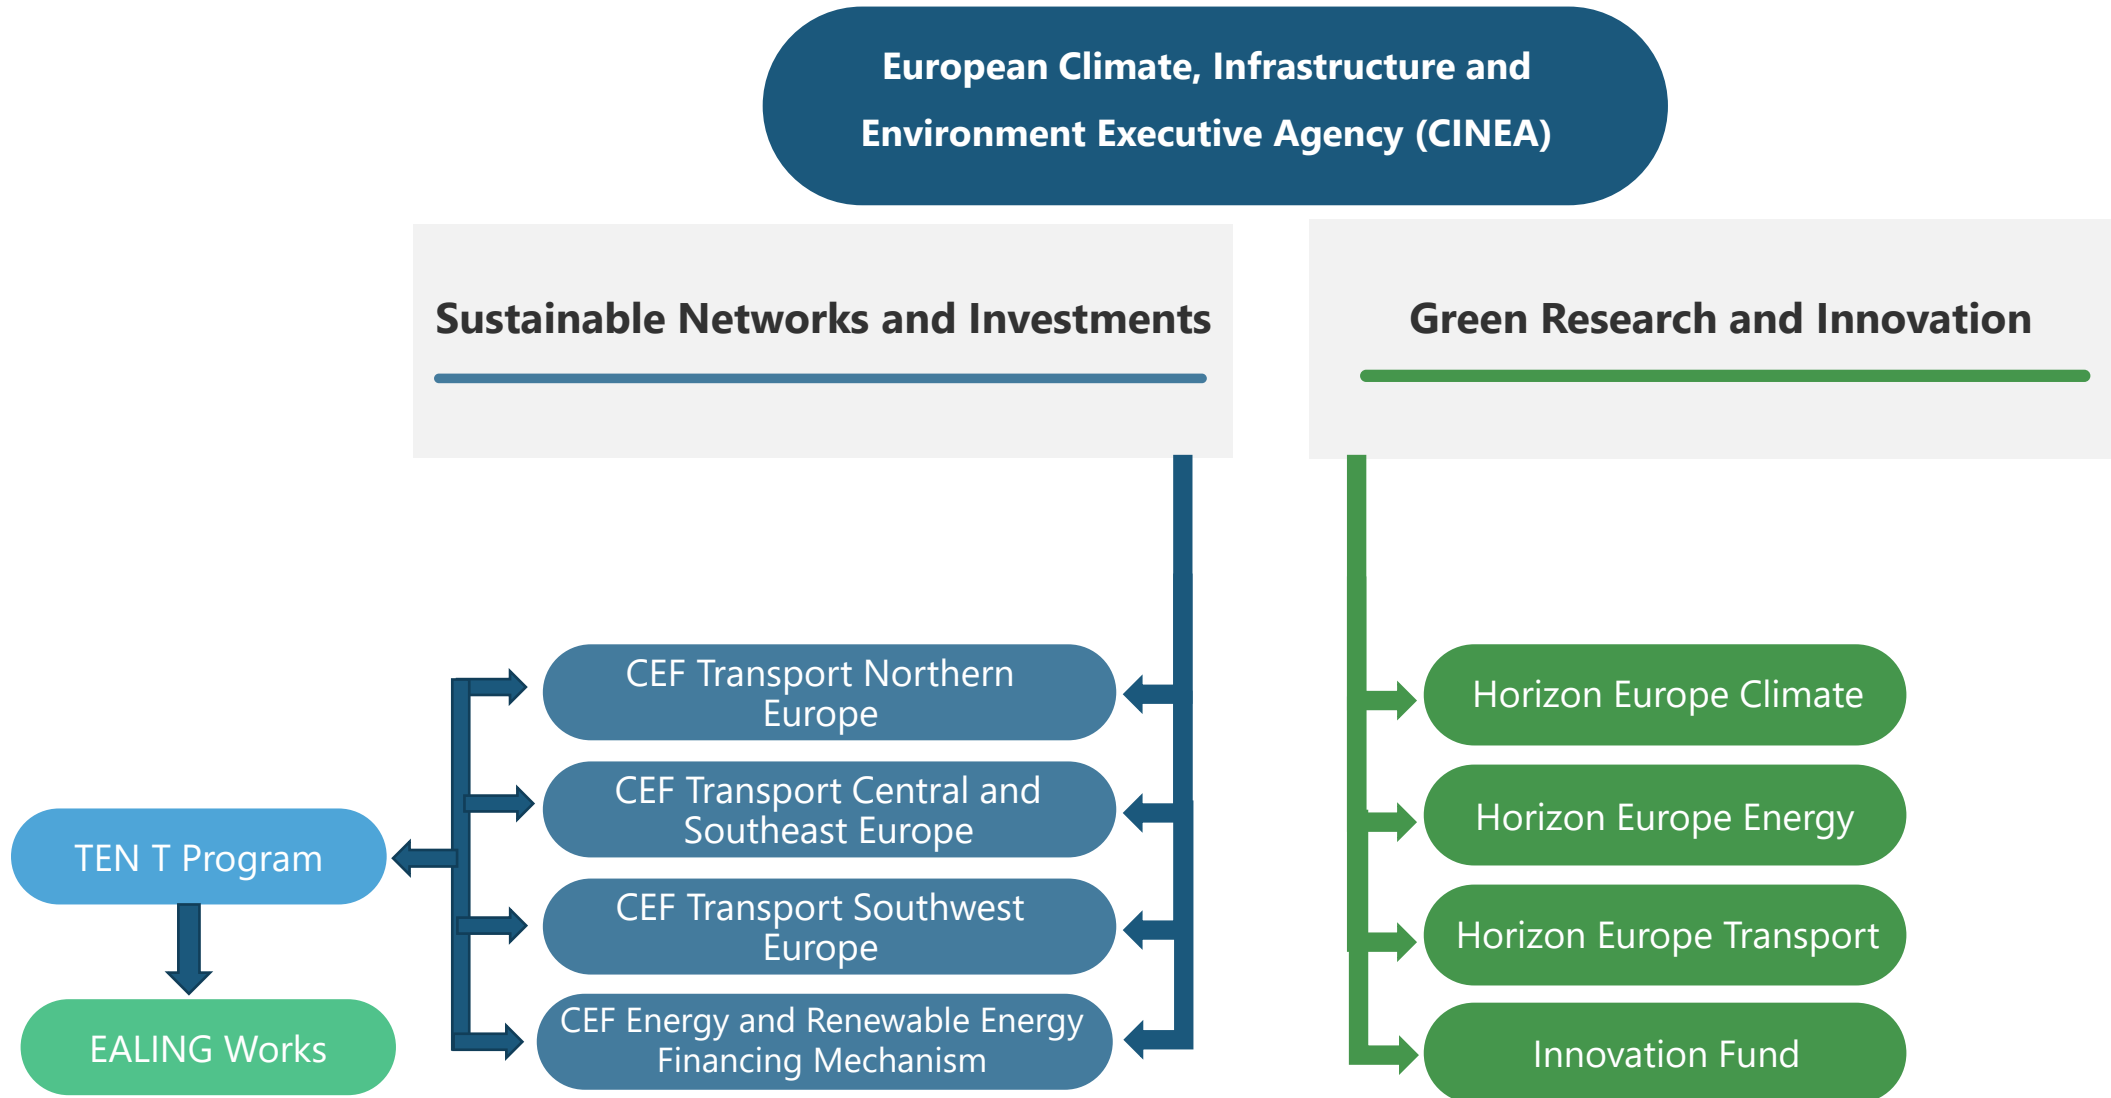 European Climate, Infrastructure and
Environment Executive Agency (CINEA)
Sustainable Networks and Investments
Green Research and Innovation
CEF Transport Northern
Europe
CEF Transport Central and
Southeast Europe
CEF Transport Southwest
Europe
CEF Energy and Renewable Energy
Financing Mechanism
TEN T Program
EALING Works
Horizon Europe Climate
Horizon Europe Energy
Horizon Europe Transport
Innovation Fund